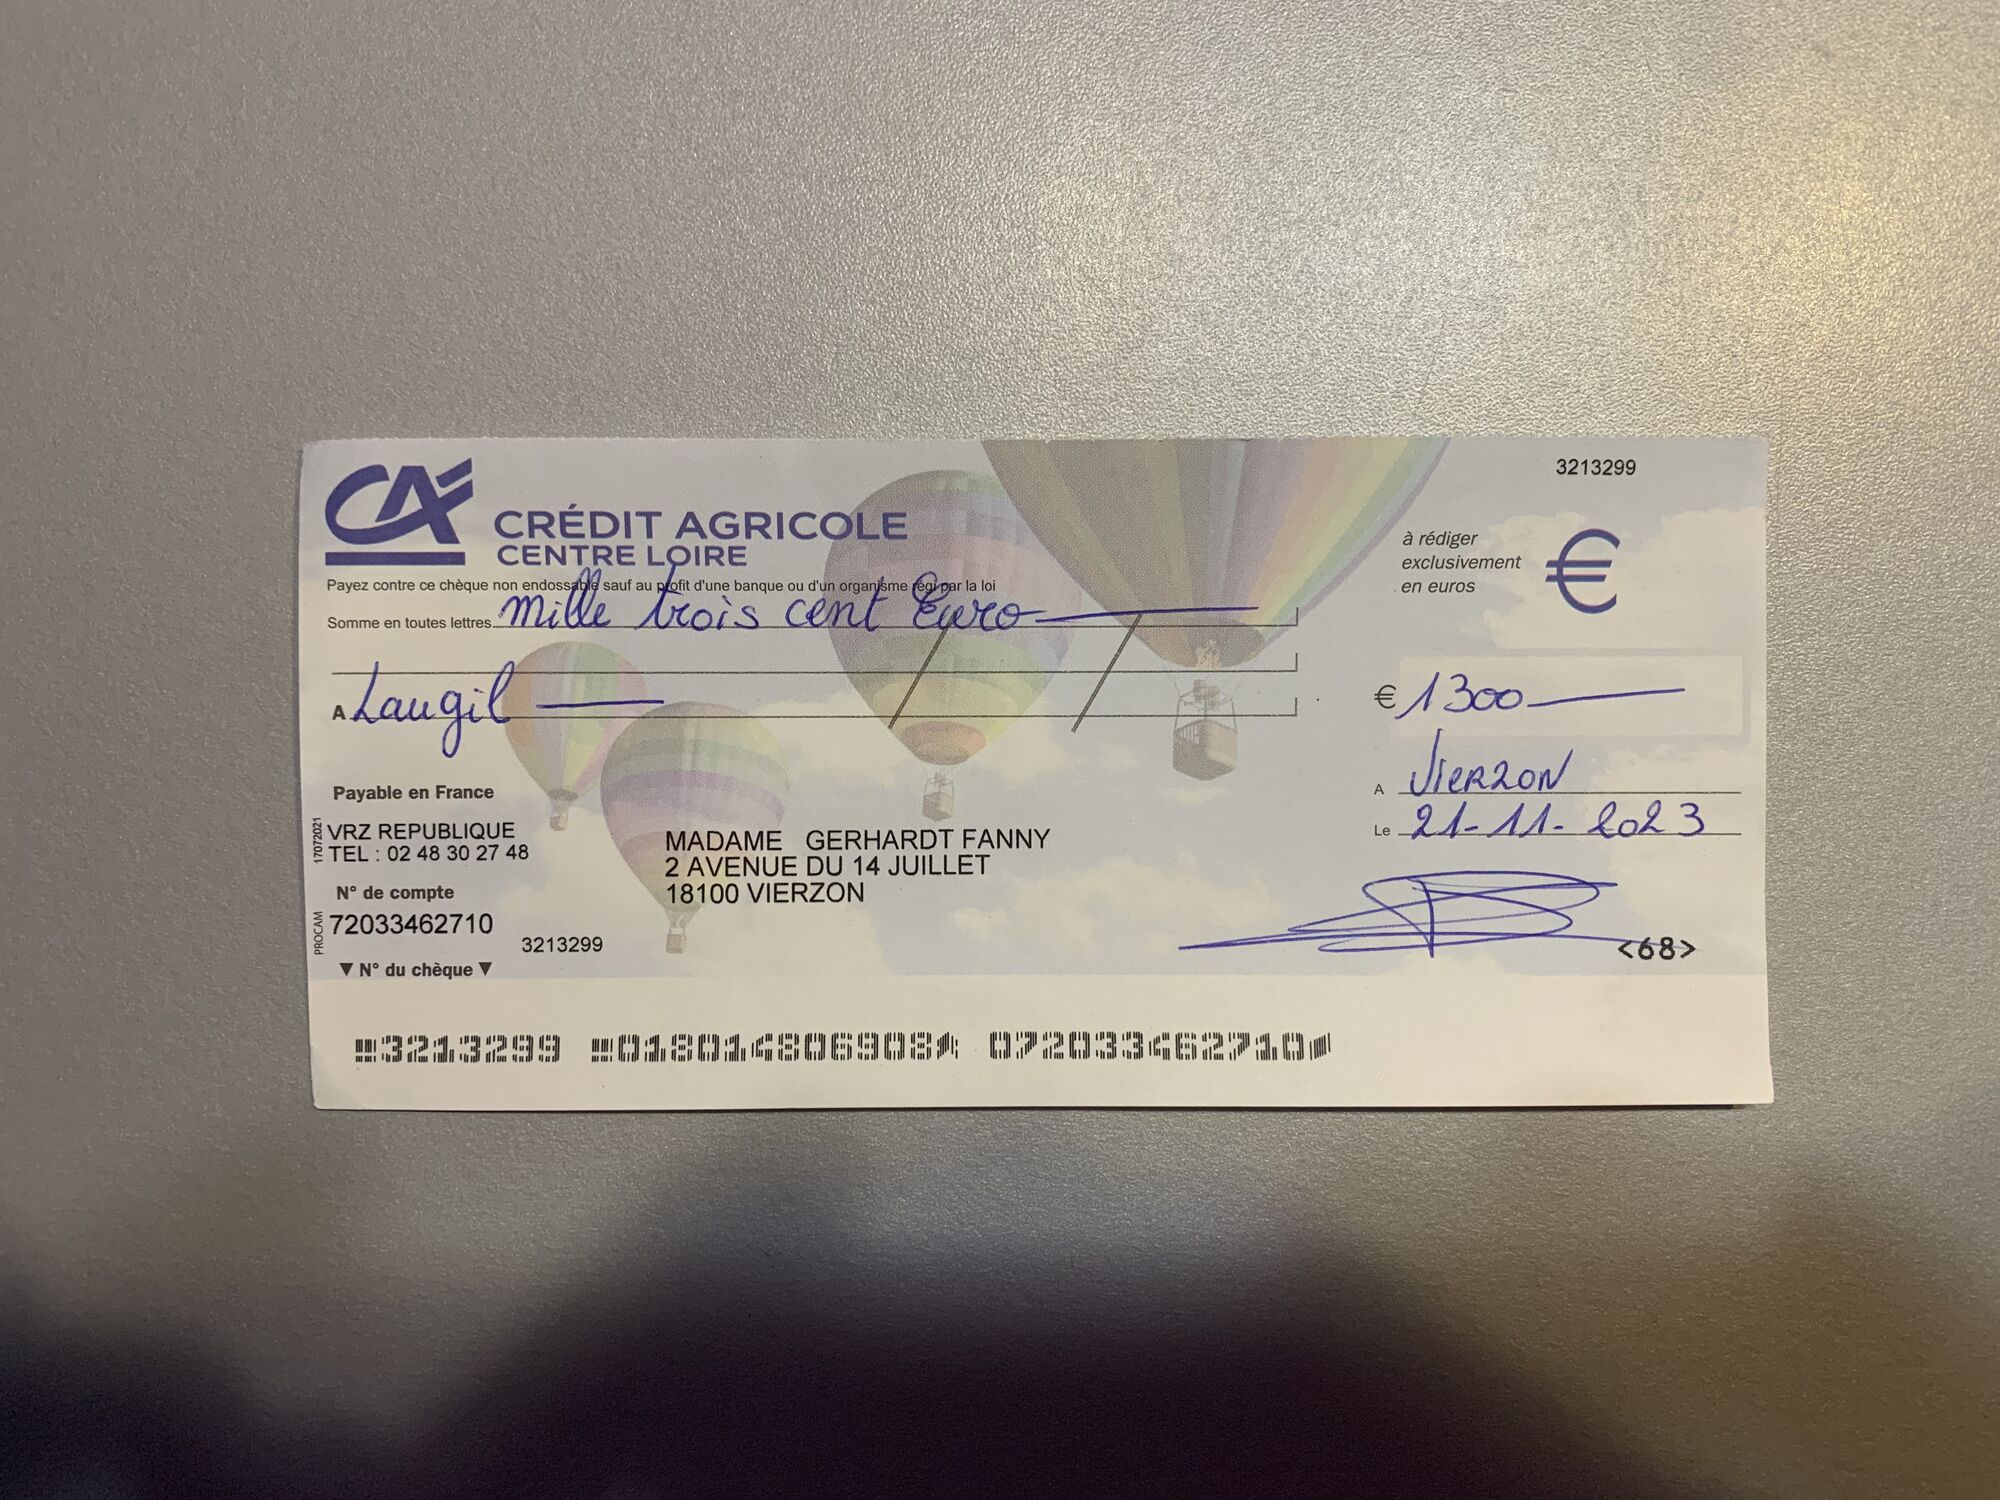 3213299
CA
CRÉDIT AGRICOLE
CENTRE LOIRE
à rédiger
exclusivement
en euros
€
Payez contre ce chèque non endossable sauf au profit d'une banque ou d'un organisme régi par la loi
Somme en toutes lettres mille trois cent Euro
A Laugil
€ 1300
A Vierzon
Le 21-11-2023
Payable en France
17072021
VRZ REPUBLIQUE
TEL : 02 48 30 27 48
MADAME GERHARDT FANNY
2 AVENUE DU 14 JUILLET
18100 VIERZON
N° de compte
PROCAM
72033462710
3213299
<68>
▼ N° du chèque ▼
3213299 018014806908 072033462710